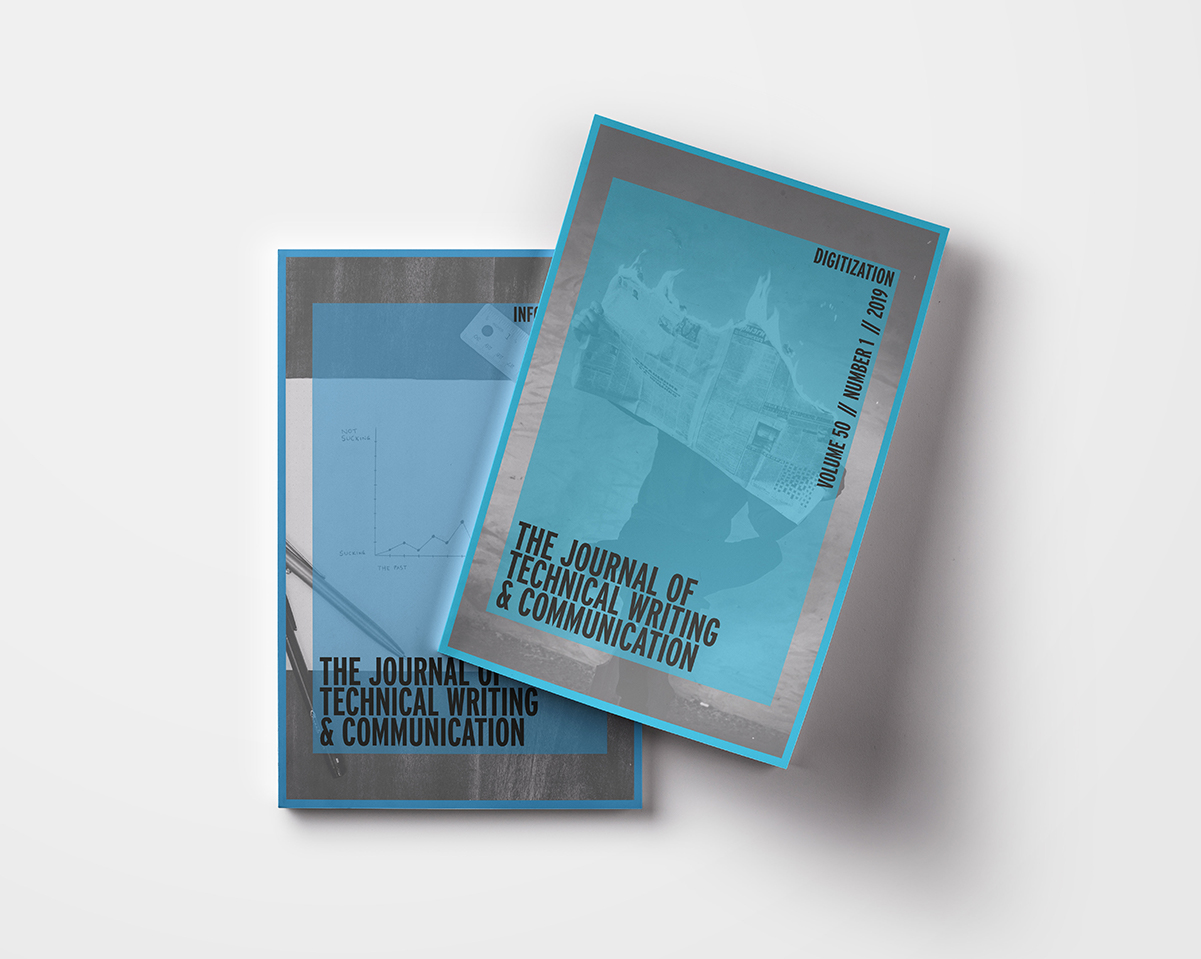 NOT
SUCKING
SUCKING
THE PAST
THE JOURNAL OF
TECHNICAL WRITING
& COMMUNICATION
DIGITIZATION
VOLUME 50 // NUMBER 1 // 2019
THE JOURNAL OF
TECHNICAL WRITING
& COMMUNICATION